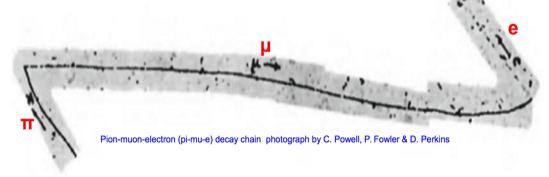 e
μ
μ
π
π
Pion-muon-electron (pi-mu-e) decay chain photograph by C. Powell, P. Fowler & D. Perkins